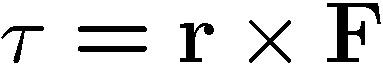 τ = r × F